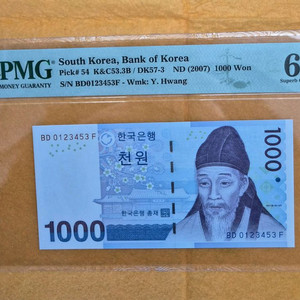 PMG
MONEY GUARANTY
South Korea, Bank of Korea
Pick# 54 K&C53.3B / DK57-3 ND (2007) 1000 Won
S/N BD0123453F - Wmk: Y. Hwang
6
Superb
BD 0123453 F
한국은행
천원
1000
한국은행 총재
1000
BD 0123453 F